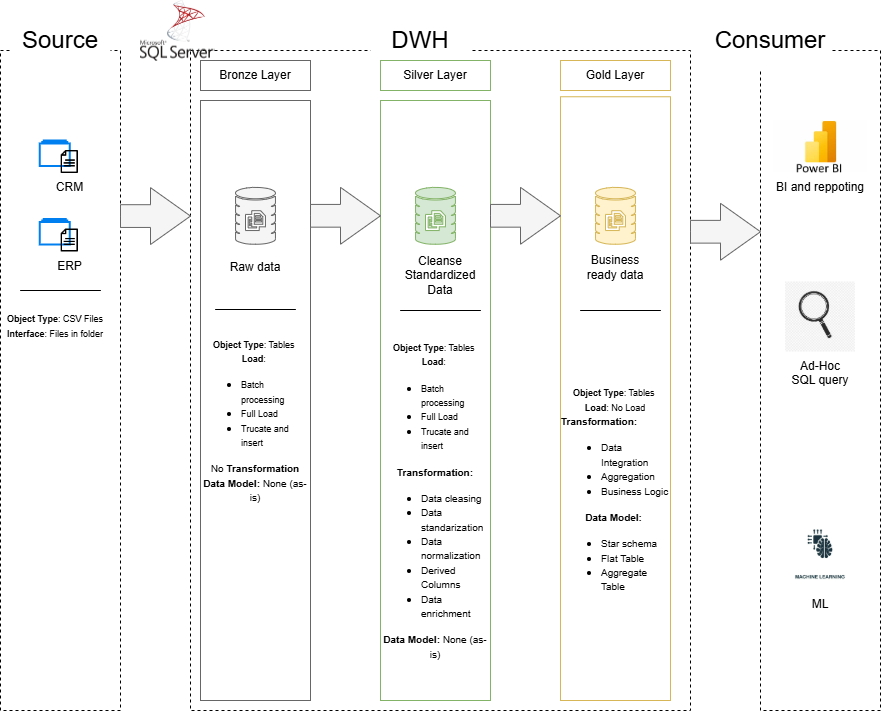 Source
Microsoft®
SQL Server
DWH
Consumer
CRM
ERP
Object Type: CSV Files
Interface: Files in folder
Bronze Layer
Raw data
Object Type: Tables
Load:
Batch
processing
Full Load
Trucate and
insert
No Transformation
Data Model: None (as-
is)
Silver Layer
Cleanse
Standardized
Data
Object Type: Tables
Load:
Batch
processing
Full Load
Trucate and
insert
Transformation:
Data cleasing
Data
standarization
Data
normalization
Derived
Columns
Data
enrichment
Data Model: None (as-
is)
Gold Layer
Business
ready data
Object Type: Tables
Load: No Load
Transformation:
Data
Integration
Aggregation
Business Logic
Data Model:
Star schema
Flat Table
Aggregate
Table
Power BI
BI and reppoting
Ad-Hoc
SQL query
MACHINE LEARNING
ML